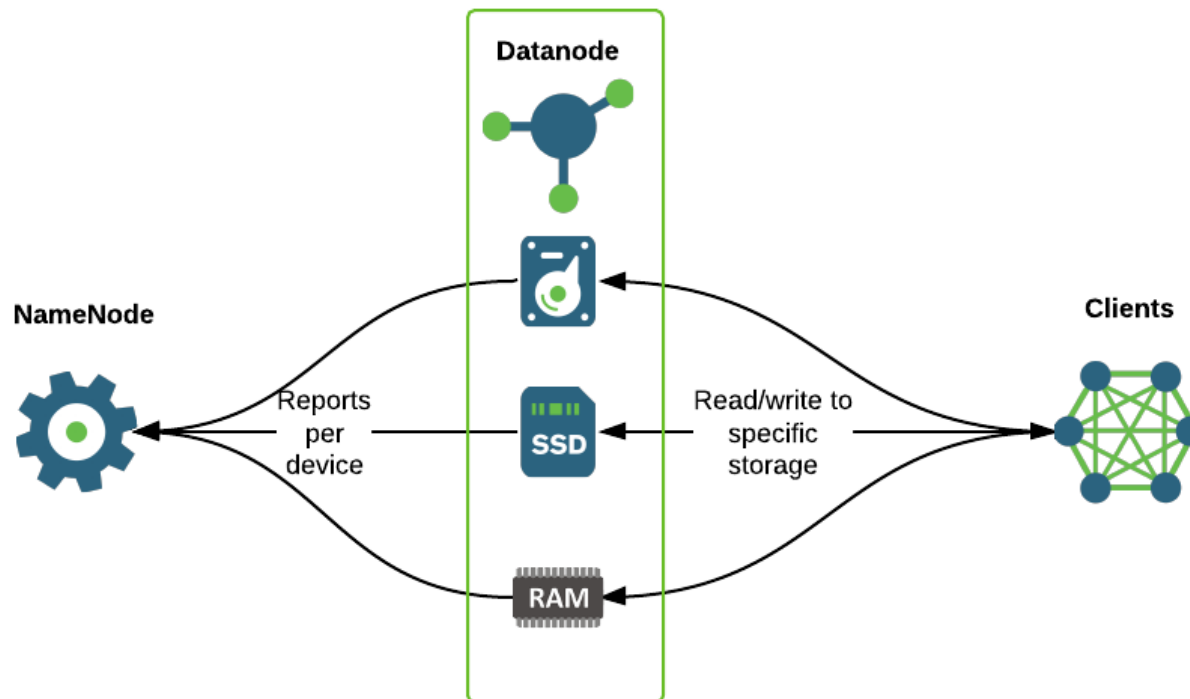 Datanode
NameNode
Clients
Reports
per
device
SSD
Read/write to
specific
storage
RAM